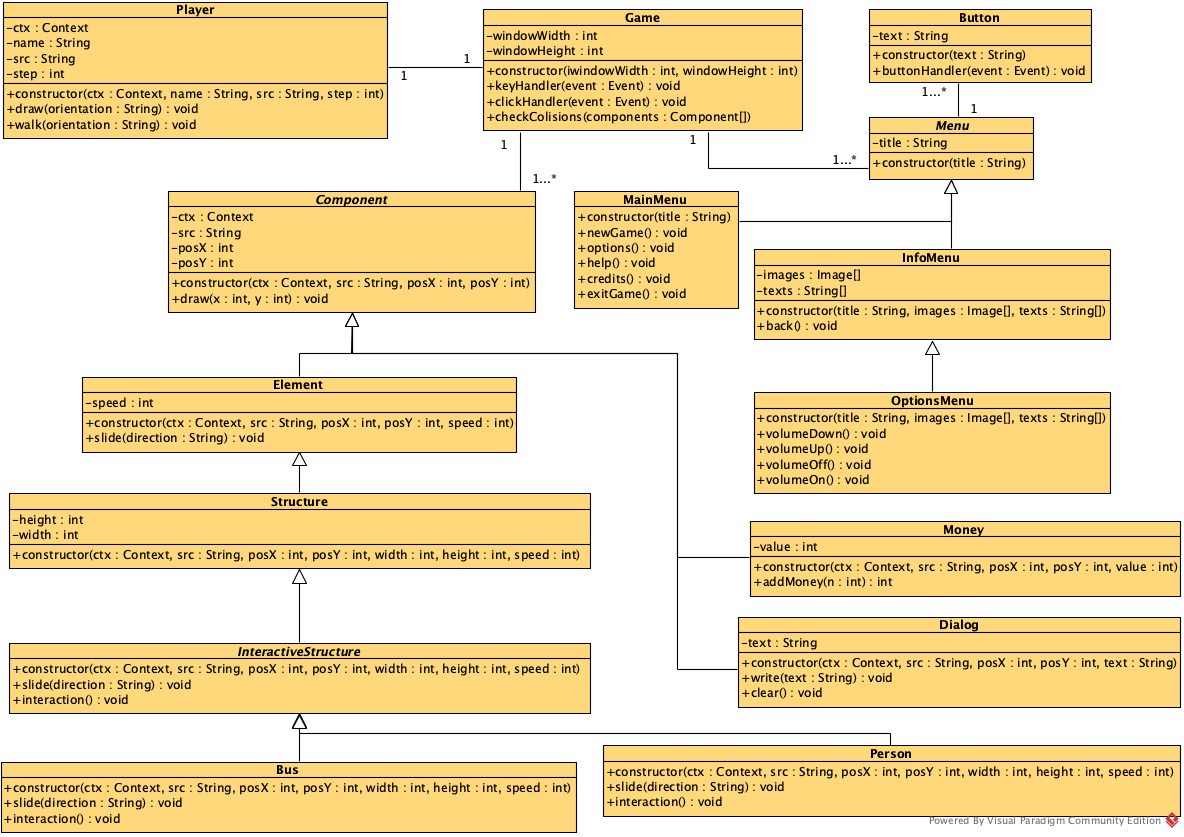 Player
-ctx : Context
-name : String
-src : String
-step : int
+constructor(ctx : Context, name : String, src : String, step : int)
+draw(orientation : String) : void
+walk(orientation : String) : void
1
1
Game
-windowWidth : int
-windowHeight : int
+constructor(iwindowWidth : int, windowHeight : int)
+keyHandler(event : Event) : void
+clickHandler(event : Event) : void
+checkColisions(components : Component[])
Button
-text : String
+constructor(text : String)
+buttonHandler(event : Event) : void
1...*
1
Menu
-title : String
+constructor(title : String)
1
1...*
1
1...*
Component
-ctx : Context
-src : String
-posX : int
-posY : int
+constructor(ctx : Context, src : String, posX : int, posY : int)
+draw(x : int, y : int) : void
MainMenu
+constructor(title : String)
+newGame() : void
+options() : void
+help() : void
+credits() : void
+exitGame() : void
InfoMenu
-images : Image[]
-texts : String[]
+constructor(title : String, images : Image[], texts : String[])
+back() : void
Element
-speed : int
+constructor(ctx : Context, src : String, posX : int, posY : int, speed : int)
+slide(direction : String) : void
OptionsMenu
+constructor(title : String, images : Image[], texts : String[])
+volumeDown() : void
+volumeUp() : void
+volumeOff() : void
+volumeOn() : void
Structure
-height : int
-width : int
+constructor(ctx : Context, src : String, posX : int, posY : int, width : int, height : int, speed : int)
Money
-value : int
+constructor(ctx : Context, src : String, posX : int, posY : int, value : int)
+addMoney(n : int) : int
Dialog
-text : String
+constructor(ctx : Context, src : String, posX : int, posY : int, text : String)
+write(text : String) : void
+clear() : void
InteractiveStructure
+constructor(ctx : Context, src : String, posX : int, posY : int, width : int, height : int, speed : int)
+slide(direction : String) : void
+interaction() : void
Bus
+constructor(ctx : Context, src : String, posX : int, posY : int, width : int, height : int, speed : int)
+slide(direction : String) : void
+interaction() : void
Person
+constructor(ctx : Context, src : String, posX : int, posY : int, width : int, height : int, speed : int)
+slide(direction : String) : void
+interaction() : void
Powered By Visual Paradigm Community Edition